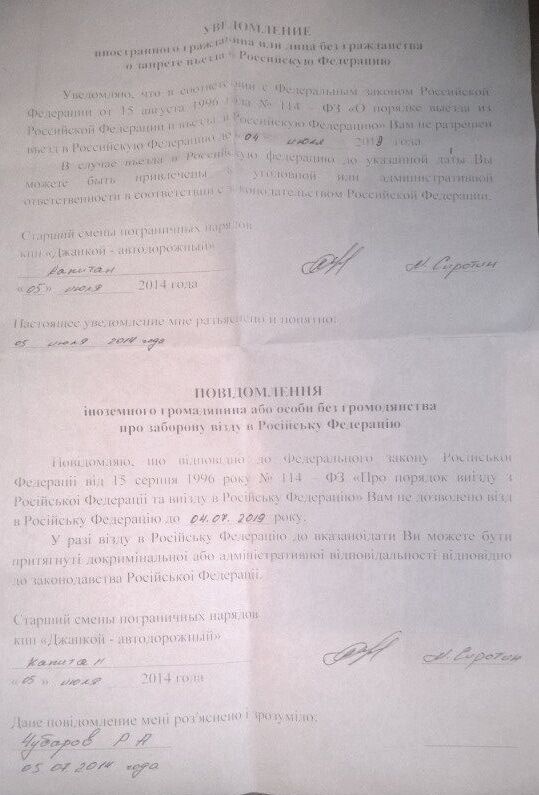 УВЕДОМЛЕНИЕ
иностранного гражданина или лица без гражданства
о запрете въезда в Российскую Федерацию
Уведомляю, что в соответствии с Федеральным законом Российской
Федерации от 15 августа 1996 года № 114 – ФЗ «О порядке выезда из
Российской Федерации и въезда в Российскую Федерацию» Вам не разрешен
въезд в Российскую Федерацию до «04» июля 2019 года
В случае въезда в Российскую федерацию до указанной даты Вы
можете быть привлечены к уголовной или административной
ответственности в соответствии с законодательством Российской Федерации.
Старший смены пограничных нарядов
кпп «Джанкой - автодорожный»
капитан Н. Сиротин
«05» июля 2014 года
Настоящее уведомление мне разъяснено и понятно:
05 июля 2014 года
ПОВІДОМЛЕННЯ
іноземного громадянина або особи без громодянства
про заборону візду в Російську Федерацію
Повідомляю, що відповідно до Федерального закону Російської
Федерації від 15 серпня 1996 року № 114 – ФЗ «Про порядок виїзду з
Російської Федерації та виїзду в Російську Федерацію» Вам не дозволено візд
в Російську Федерацію до 04.07.2019 року.
У разі візду в Російську Федерацію до вказаноідати Ви можете бути
притягнуті докримінальної або адміністративної відповідальності відповідно
до законодавства Російської Федерації.
Старший смены пограничных нарядов
кпп «Джанкой - автодорожный»
капитан Н. Сиротин
«05» июля 2014 года
Дане повідомлення мені роз'яснено і зрозуміло:
Чубаров Р А
05 07 2014 года